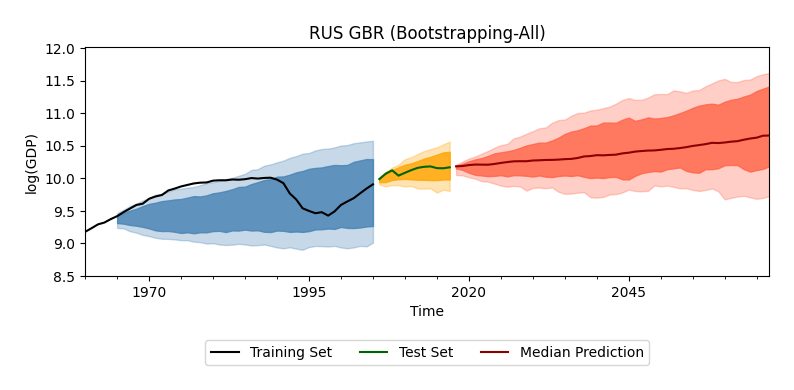 RUS GBR (Bootstrapping-All)
12.0
11.5
11.0
10.5
10.0
9.5
9.0
8.5
log(GDP)
1970 1995 2020 2045
Time
Training Set Test Set Median Prediction